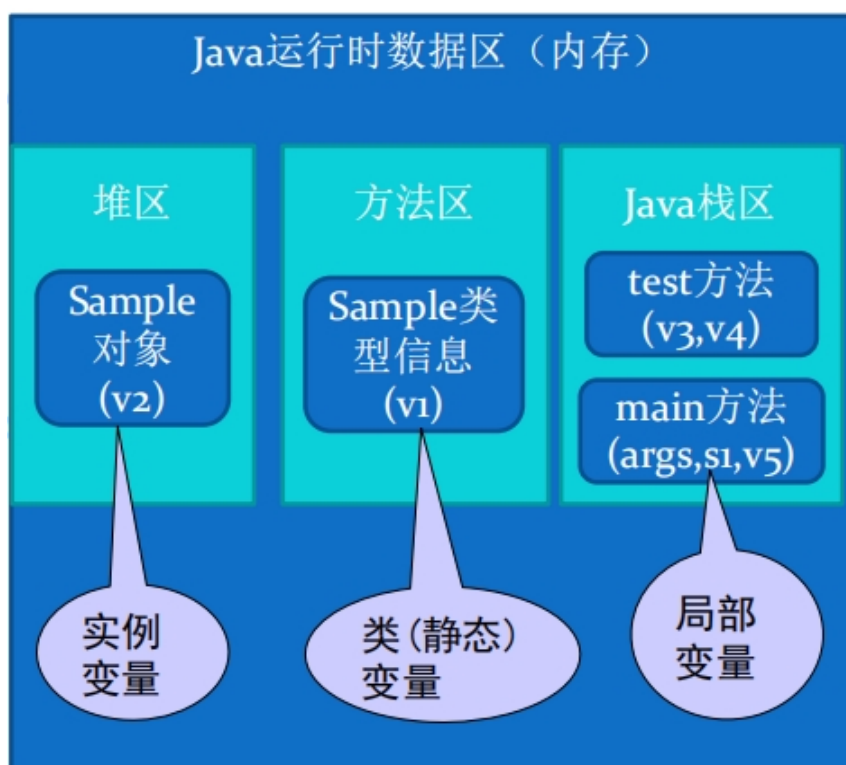 Java运行时数据区（内存）
堆区
Sample
对象
(v2)
方法区
Sample类
型信息
(v1)
Java栈区
test方法
(v3,v4)
main方法
(args,s1,v5)
实例
变量
类(静态)
变量
局部
变量